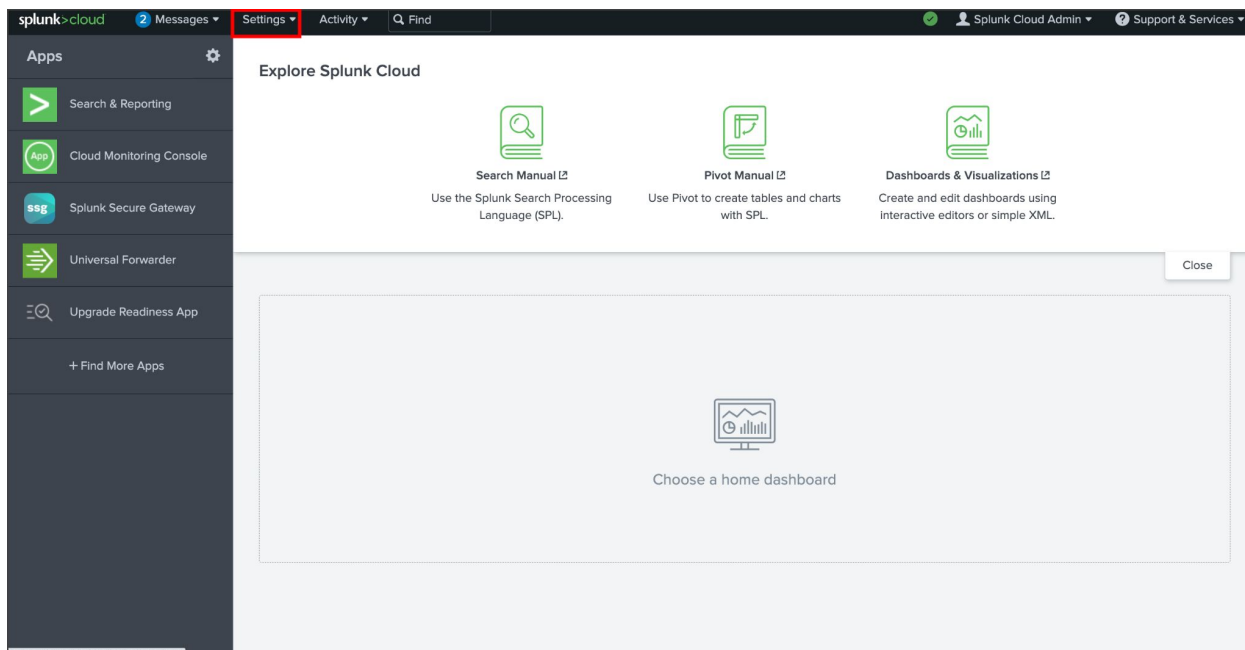 splunk>cloud 2 Messages Settings Activity Find Splunk Cloud Admin ? Support & Services
Apps
Search & Reporting
App Cloud Monitoring Console
ssg Splunk Secure Gateway
Universal Forwarder
Upgrade Readiness App
+ Find More Apps
Explore Splunk Cloud
Search Manual
Use the Splunk Search Processing
Language (SPL).
Pivot Manual
Use Pivot to create tables and charts
with SPL.
Dashboards & Visualizations
Create and edit dashboards using
interactive editors or simple XML.
Close
Choose a home dashboard